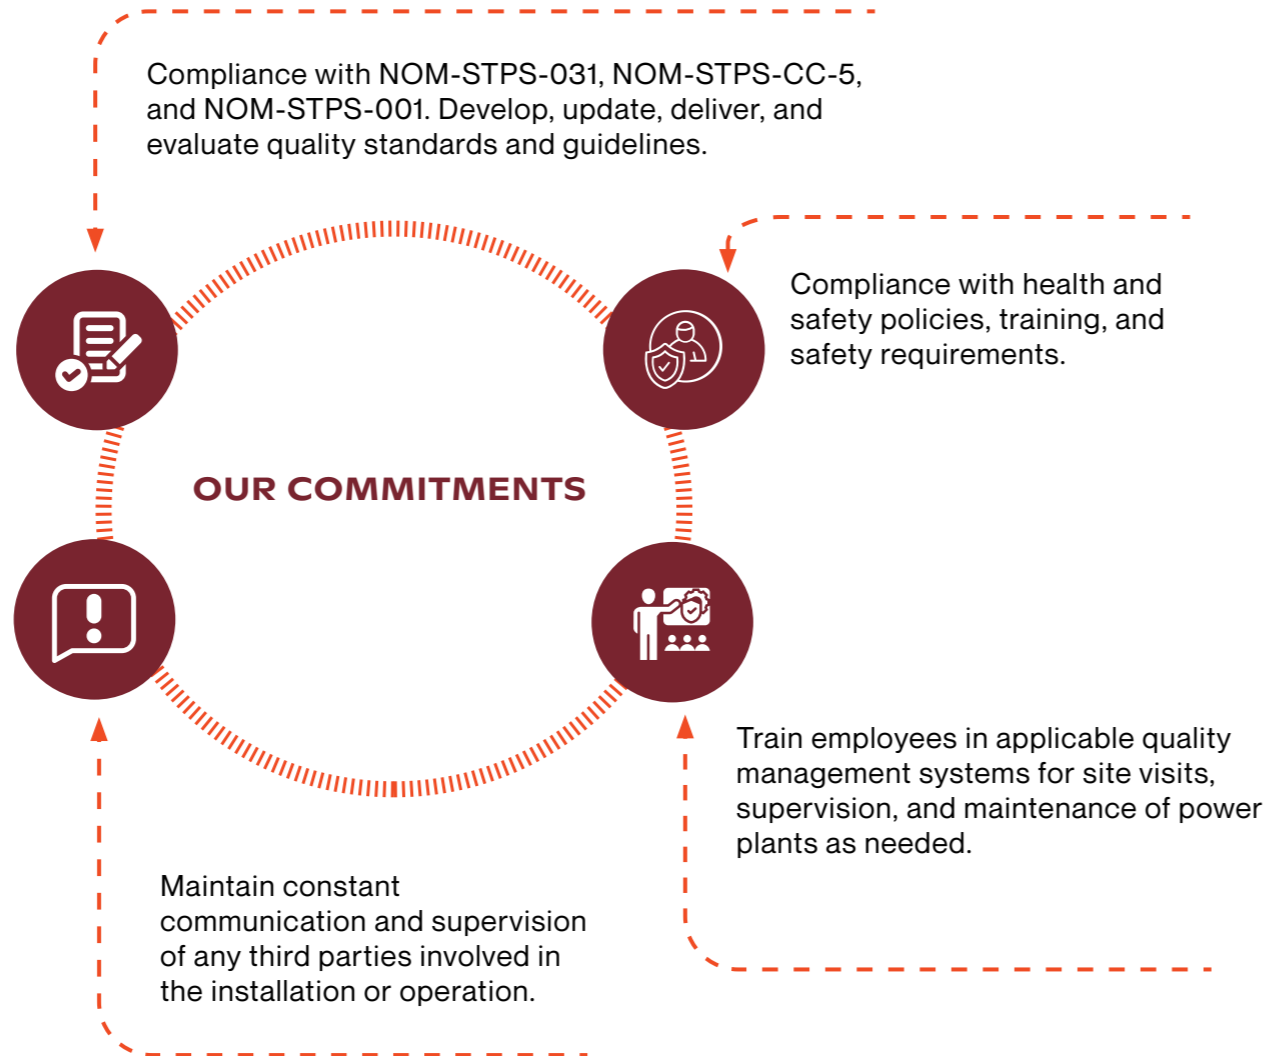 Compliance with NOM-STPS-031, NOM-STPS-CC-5,
and NOM-STPS-001. Develop, update, deliver, and
evaluate quality standards and guidelines.
Compliance with health and
safety policies, training, and
safety requirements.
OUR COMMITMENTS
Train employees in applicable quality
management systems for site visits,
supervision, and maintenance of power
plants as needed.
Maintain constant
communication and supervision
of any third parties involved in
the installation or operation.